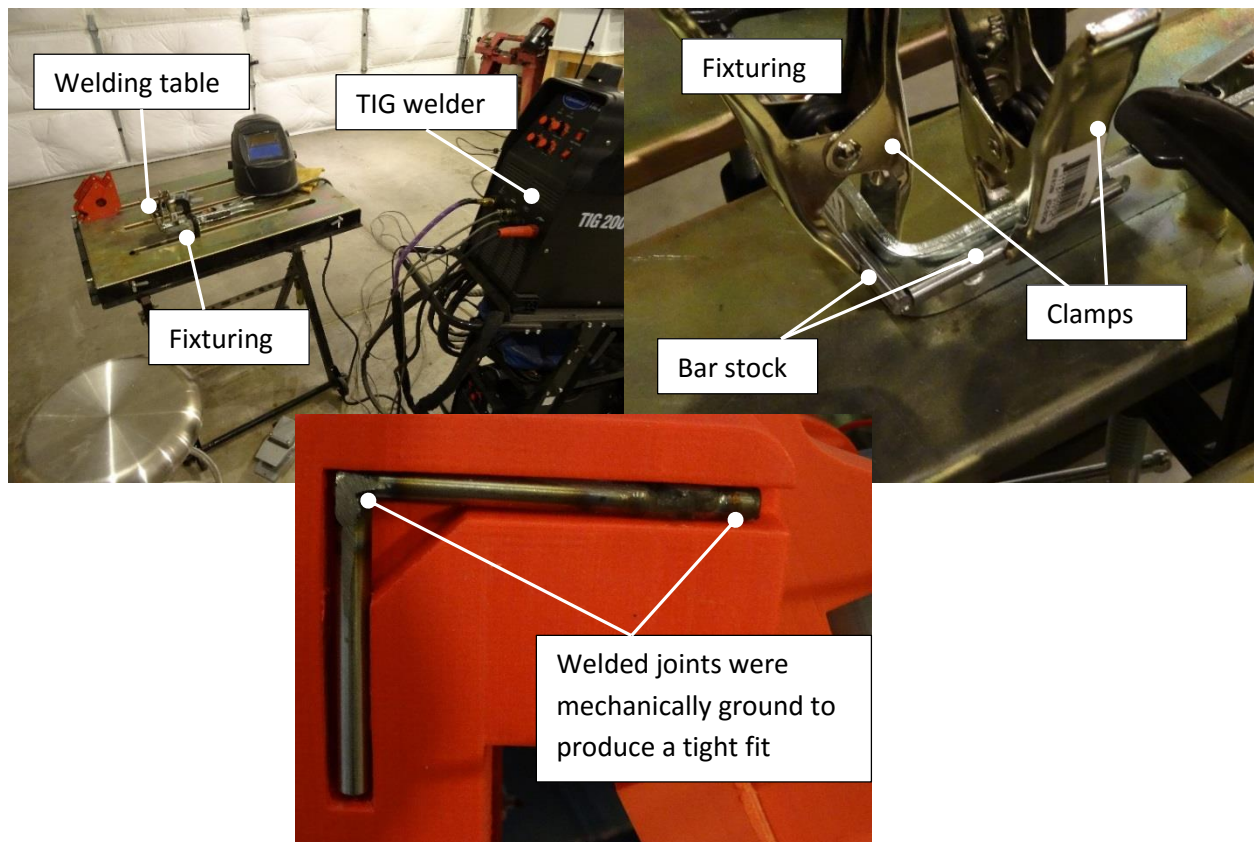 Welding table
TIG welder
TIG 200
Fixturing
Fixturing
Clamps
Bar stock
Welded joints were
mechanically ground to
produce a tight fit